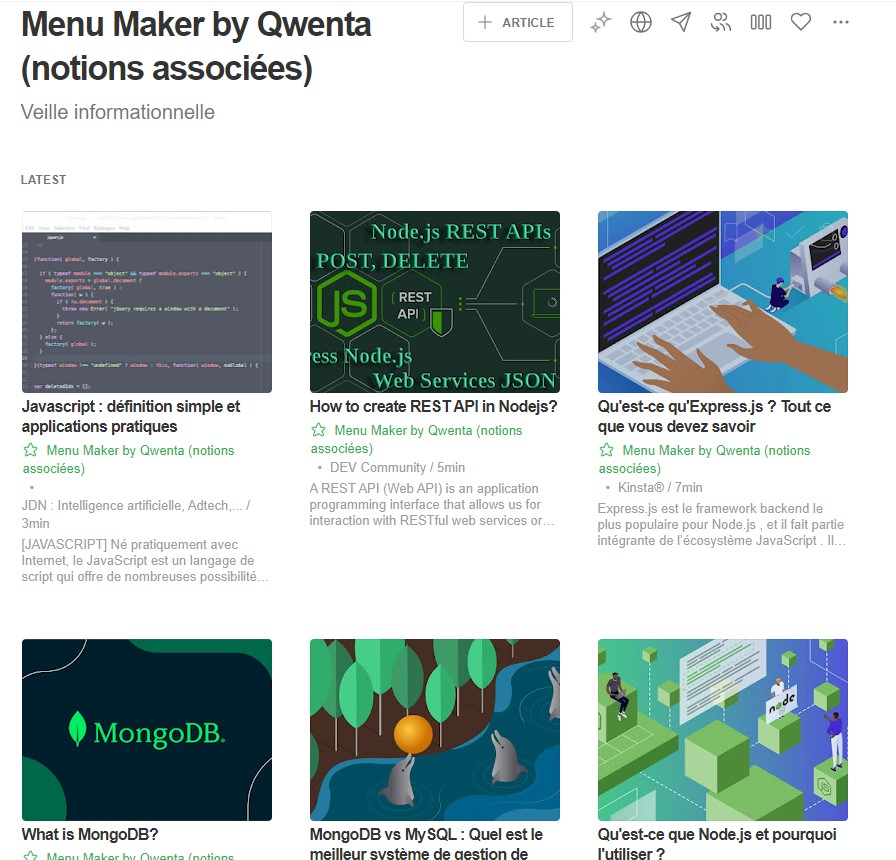 Menu Maker by Qwenta
(notions associées)
ARTICLE
Veille informationnelle
LATEST
(function( global, factory ) {
if ( typeof module === "object" && typeof module.exports === "object" ) {
module.exports = global.document ?
factory( global, true ) :
function( w ) {
if ( !w.document ) {
throw new Error( "jQuery requires a window with a document" );
}
return factory( w );
};
} else {
factory( global );
}
}(typeof window !== "undefined" ? window : this, function( window, noGlobal ) {
var deletedIds = [];
Node.js REST APIs
POST, DELETE
JS
REST
API
ess Node.js
Web Services JSON
Javascript : définition simple et
applications pratiques
Menu Maker by Qwenta (notions
associées)
•
JDN : Intelligence artificielle, Adtech,... /
3min
[JAVASCRIPT] Né pratiquement avec
Internet, le JavaScript est un langage de
script qui offre de nombreuses possibilité…
How to create REST API in Nodejs?
Menu Maker by Qwenta (notions
associées)
• DEV Community / 5min
A REST API (Web API) is an application
programming interface that allows us for
interaction with RESTful web services or…
Qu'est-ce qu'Express.js ? Tout ce
que vous devez savoir
Menu Maker by Qwenta (notions
associées)
• Kinsta® / 7min
Express.js est le framework backend le
plus populaire pour Node.js , et il fait partie
intégrante de l’écosystème JavaScript . Il…
MongoDB®
node
What is MongoDB?
Menu Maker by Qwenta (notions
MongoDB vs MySQL : Quel est le
meilleur système de gestion de
Qu'est-ce que Node.js et pourquoi
l'utiliser ?